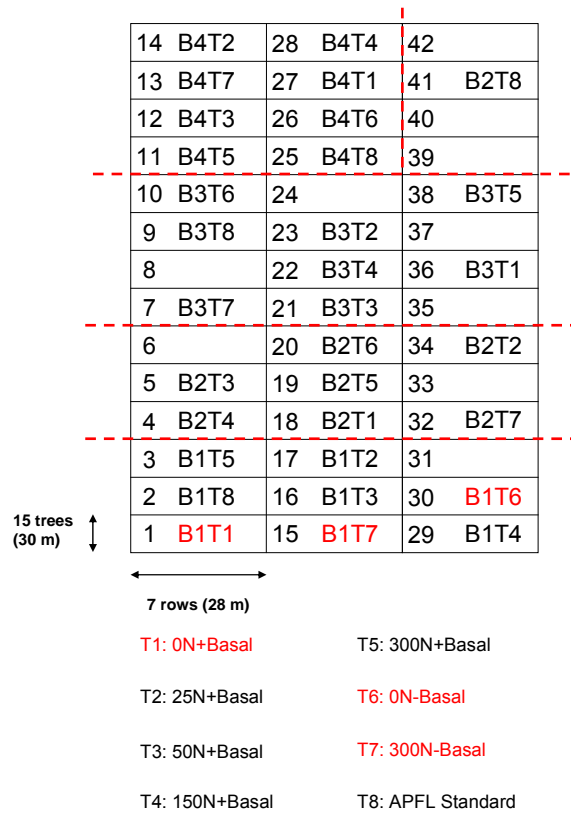 14 B4T2 28 B4T4 42
13 B4T7 27 B4T1 41 B2T8
12 B4T3 26 B4T6 40
11 B4T5 25 B4T8 39
10 B3T6 24 38 B3T5
9 B3T8 23 B3T2 37
8 22 B3T4 36 B3T1
7 B3T7 21 B3T3 35
6 20 B2T6 34 B2T2
5 B2T3 19 B2T5 33
4 B2T4 18 B2T1 32 B2T7
3 B1T5 17 B1T2 31
2 B1T8 16 B1T3 30 B1T6
1 B1T1 15 B1T7 29 B1T4
15 trees
(30 m)
7 rows (28 m)
T1: 0N+Basal T5: 300N+Basal
T2: 25N+Basal T6: 0N-Basal
T3: 50N+Basal T7: 300N-Basal
T4: 150N+Basal T8: APFL Standard